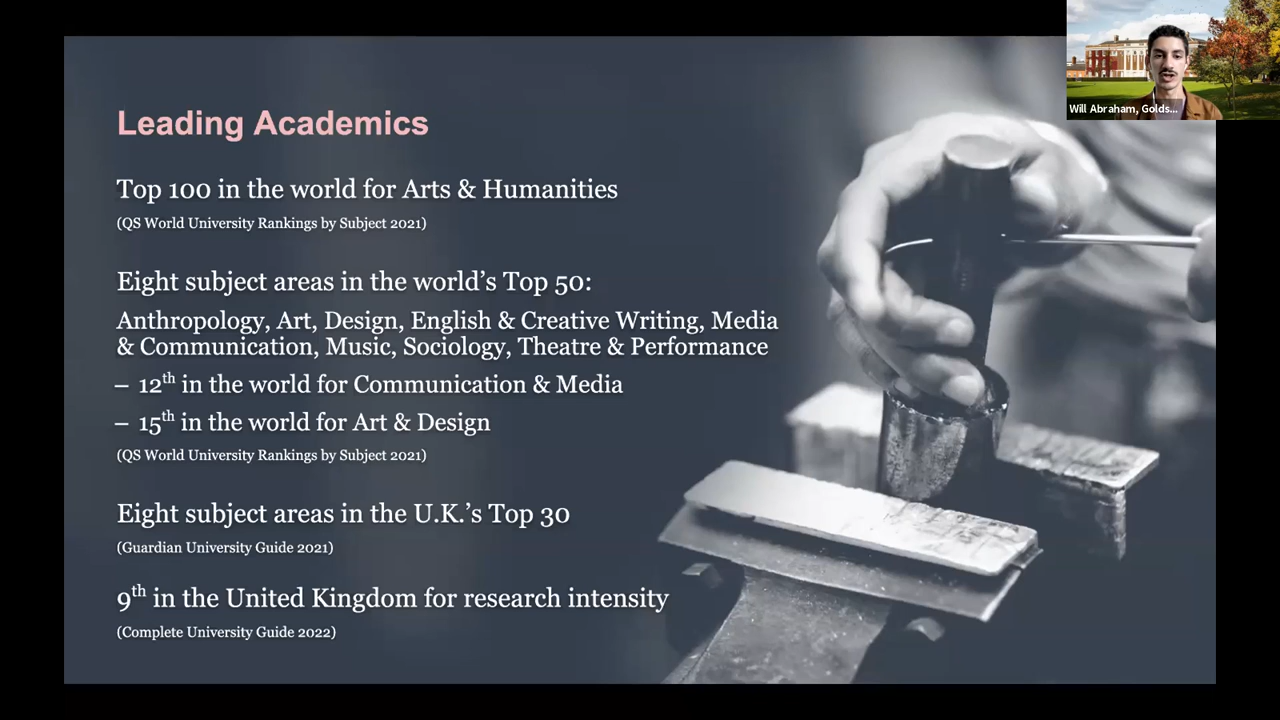 Leading Academics
Top 100 in the world for Arts & Humanities
(QS World University Rankings by Subject 2021)
Eight subject areas in the world’s Top 50:
Anthropology, Art, Design, English & Creative Writing, Media
& Communication, Music, Sociology, Theatre & Performance
– 12th in the world for Communication & Media
– 15th in the world for Art & Design
(QS World University Rankings by Subject 2021)
Eight subject areas in the U.K.’s Top 30
(Guardian University Guide 2021)
9th in the United Kingdom for research intensity
(Complete University Guide 2022)
Will Abraham, Golds...